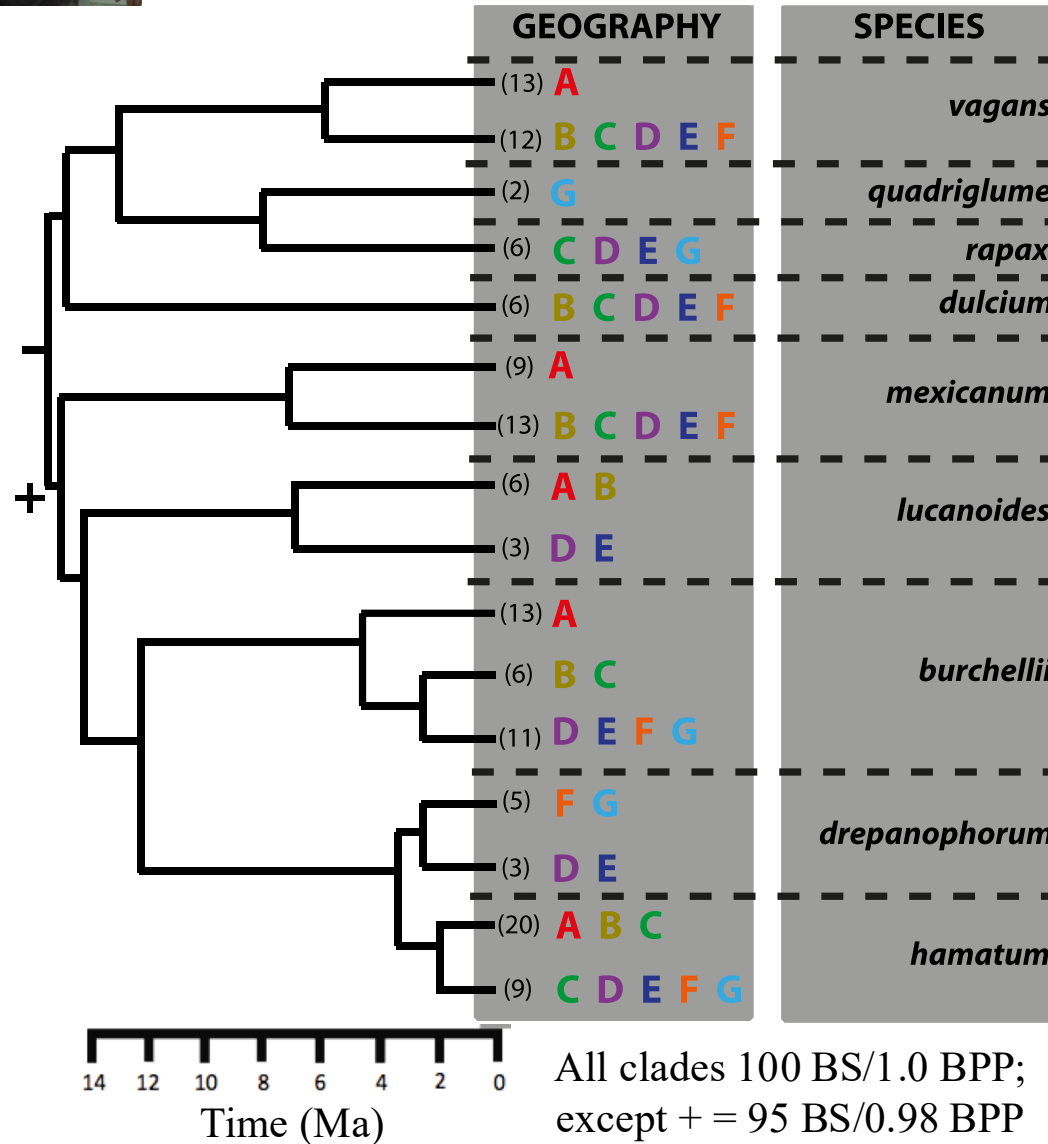 GEOGRAPHY SPECIES
(13) A
vagans
(12) B C D E F
(2) G quadriglume
(6) C D E G rapax
(6) B C D E F dulcium
(9) A
mexicanum
(13) B C D E F
+
(6) A B
lucanoides
(3) D E
(13) A
(6) B C burchellii
(11) D E F G
(5) F G
drepanophorum
(3) D E
(20) A B C
hamatum
(9) C D E F G
14 12 10 8 6 4 2 0
Time (Ma)
All clades 100 BS/1.0 BPP;
except + = 95 BS/0.98 BPP